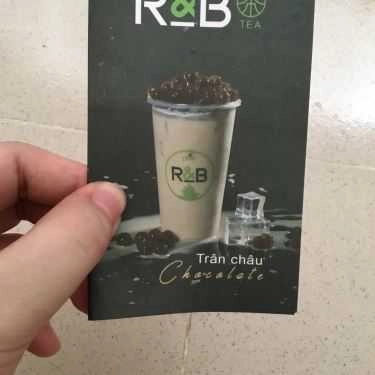 R&B
TEA
R&B
Trân châu
Chocolate